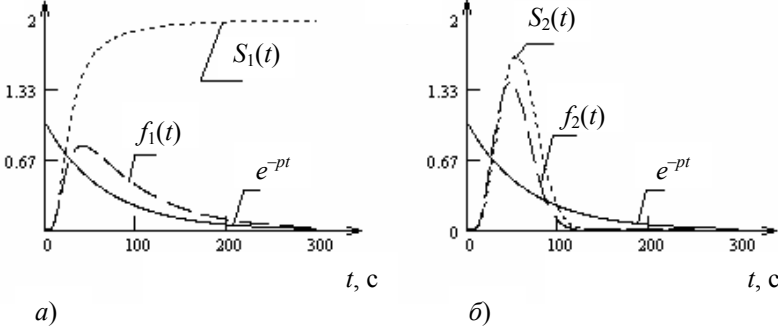 2
S₁(t)
1.33
f₁(t)
0.67
e⁻ᵖᵗ
0
0 100 200 300
t, с
а)
2
S₂(t)
1.33
f₂(t)
0.67
e⁻ᵖᵗ
0
0 100 200 300
t, с
б)